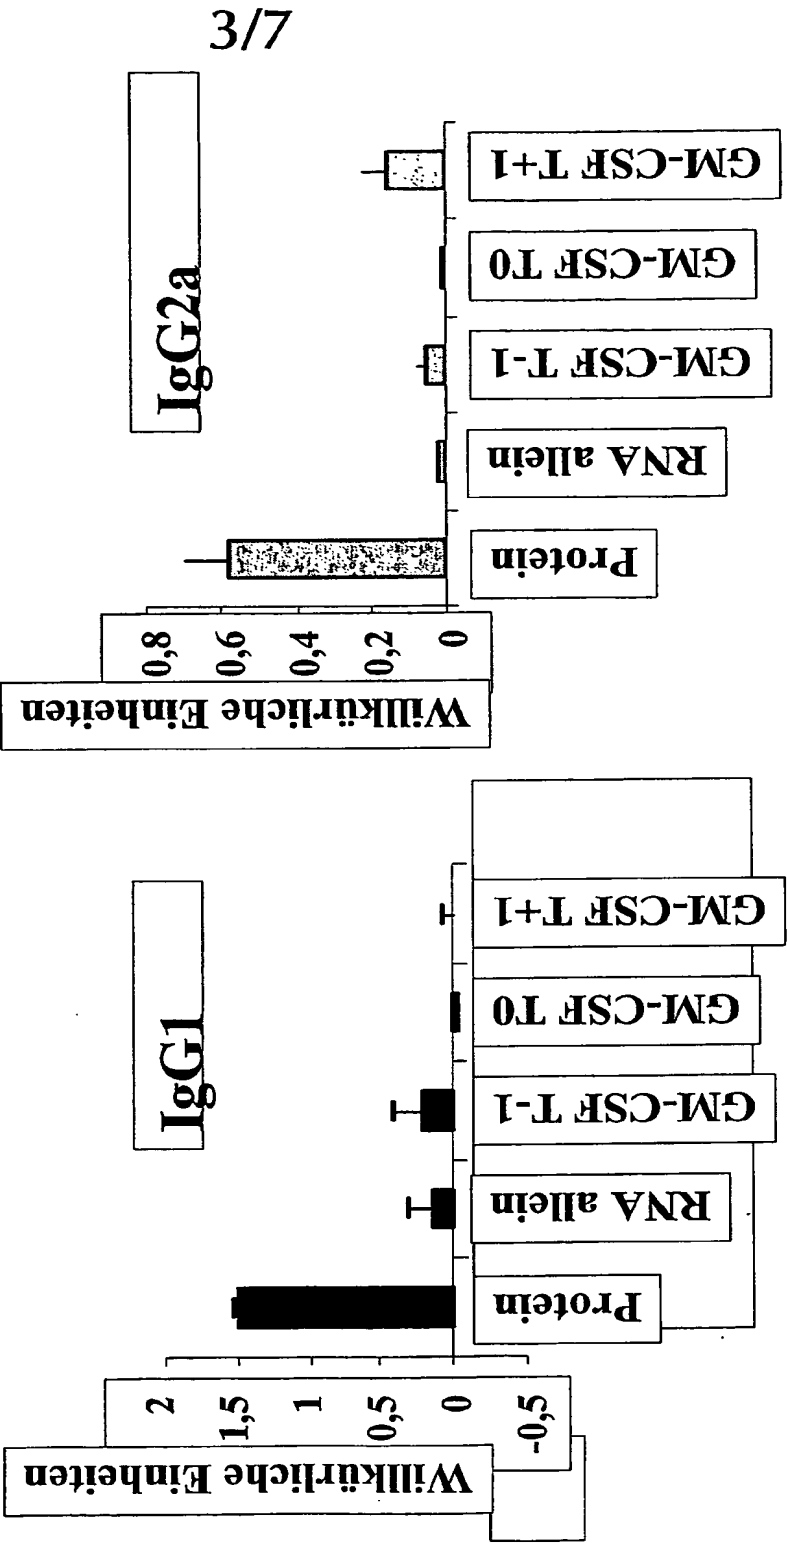 3/7
IgG1
Willkürliche Einheiten
2
1,5
1
0,5
0
-0,5
Protein
RNA allein
GM-CSF T-1
GM-CSF T0
GM-CSF T+1
IgG2a
Willkürliche Einheiten
0,8
0,6
0,4
0,2
0
Protein
RNA allein
GM-CSF T-1
GM-CSF T0
GM-CSF T+1